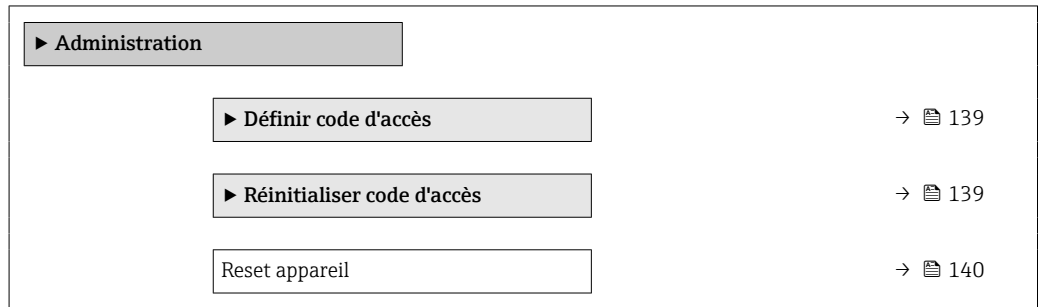 ▶ Administration
▶ Définir code d'accès → 139
▶ Réinitialiser code d'accès → 139
Reset appareil → 140